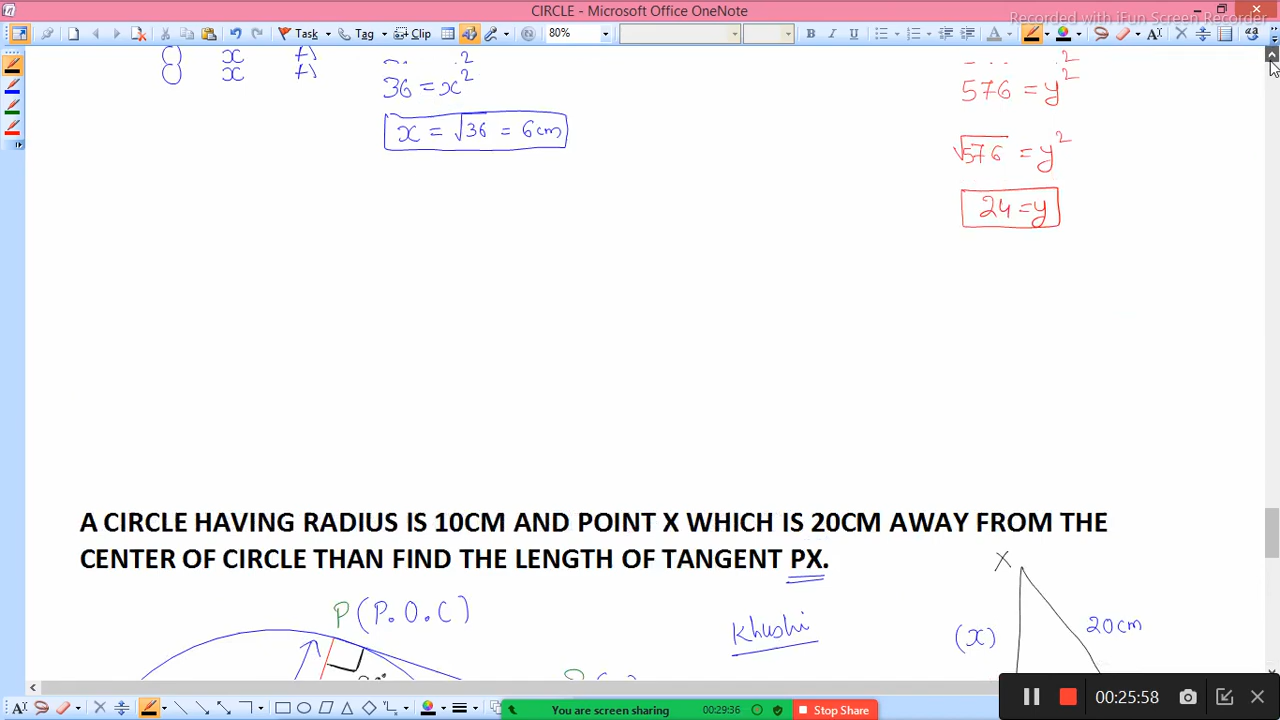 CIRCLE - Microsoft Office OneNote
Recorded with iFun Screen Recorder
Task Tag Clip 80% B I U A
x
x
36 = x²
x = √36 = 6cm
576 = y²
√576 = y²
24 = y
A CIRCLE HAVING RADIUS IS 10CM AND POINT X WHICH IS 20CM AWAY FROM THE
CENTER OF CIRCLE THAN FIND THE LENGTH OF TANGENT PX.
X
P (P.O.C)
Khushi
(x)
20cm
00:25:58
You are screen sharing
00:29:36
Stop Share